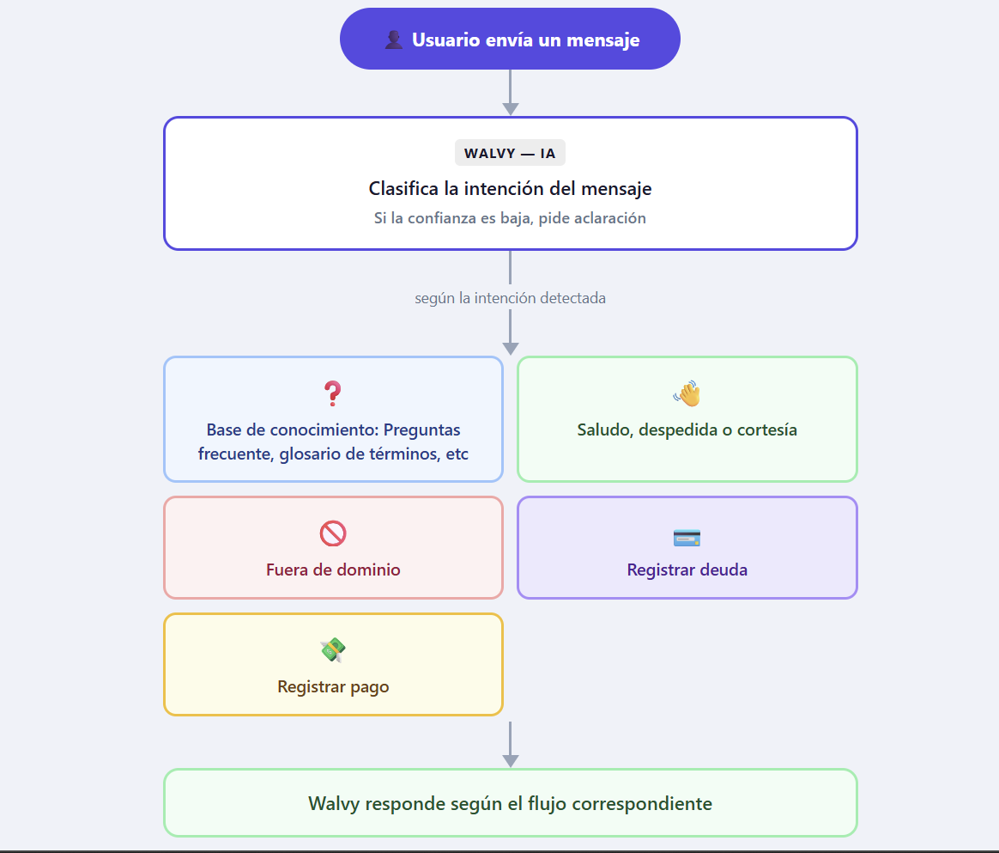 Usuario envía un mensaje
WALVY — IA
Clasifica la intención del mensaje
Si la confianza es baja, pide aclaración
según la intención detectada
Base de conocimiento: Preguntas
frecuente, glosario de términos, etc
Saludo, despedida o cortesía
Fuera de dominio
Registrar deuda
Registrar pago
Walvy responde según el flujo correspondiente